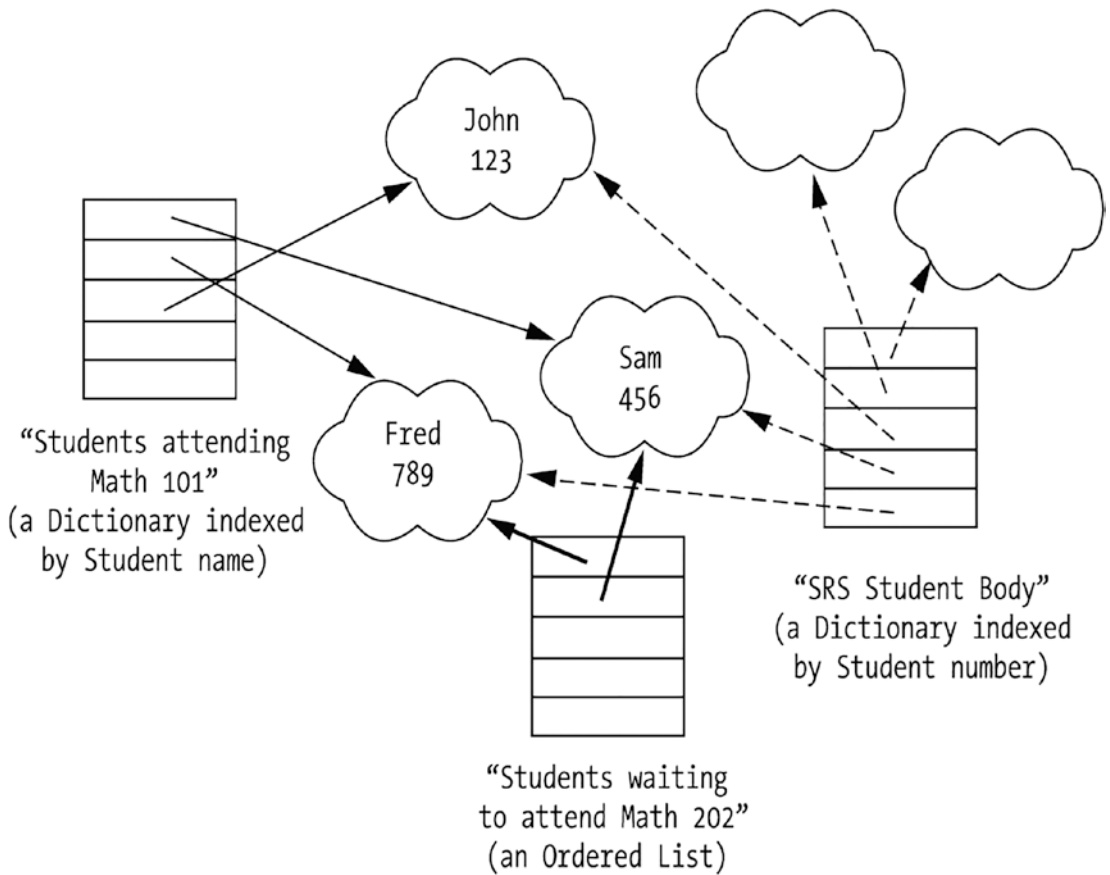 John
123
Sam
456
Fred
789
“Students attending
Math 101”
(a Dictionary indexed
by Student name)
“SRS Student Body”
(a Dictionary indexed
by Student number)
“Students waiting
to attend Math 202”
(an Ordered List)